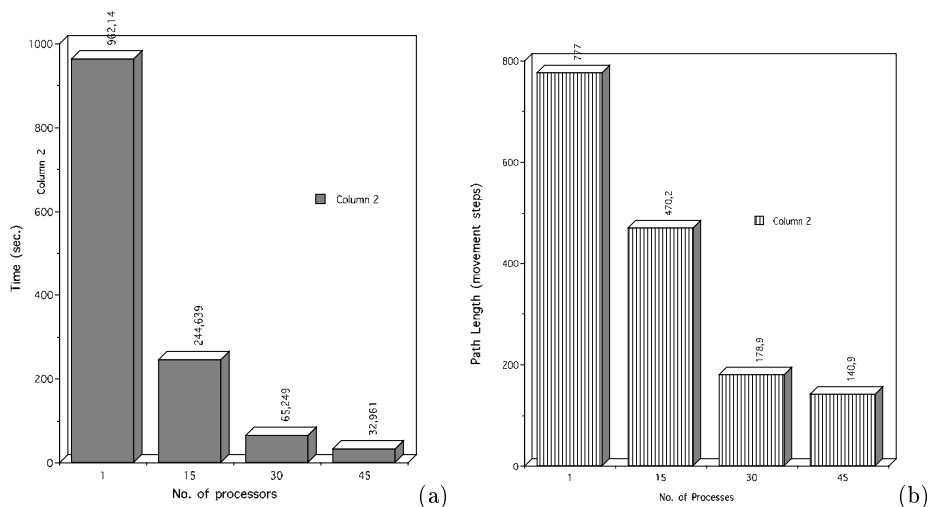 962,14
1000
800
Column 2
600
Time (sec.)
400
200
0
Column 2
244,639
65,249
32,961
1 15 30 45
No. of processors
(a)
777
800
600
Path Length (movement steps)
400
200
0
470,2
Column 2
178,9
140,9
1 15 30 45
No. of Processes
(b)